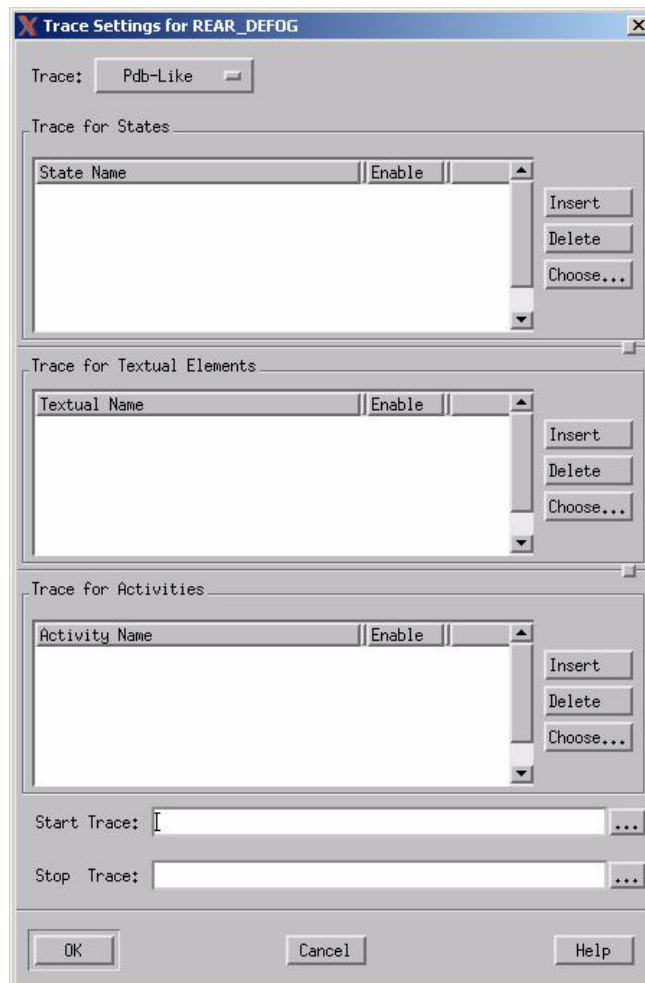 Trace Settings for REAR_DEFOG
Trace: Pdb-Like
Trace for States
State Name Enable
Insert
Delete
Choose...
Trace for Textual Elements
Textual Name Enable
Insert
Delete
Choose...
Trace for Activities
Activity Name Enable
Insert
Delete
Choose...
Start Trace: ...
Stop Trace: ...
OK Cancel Help